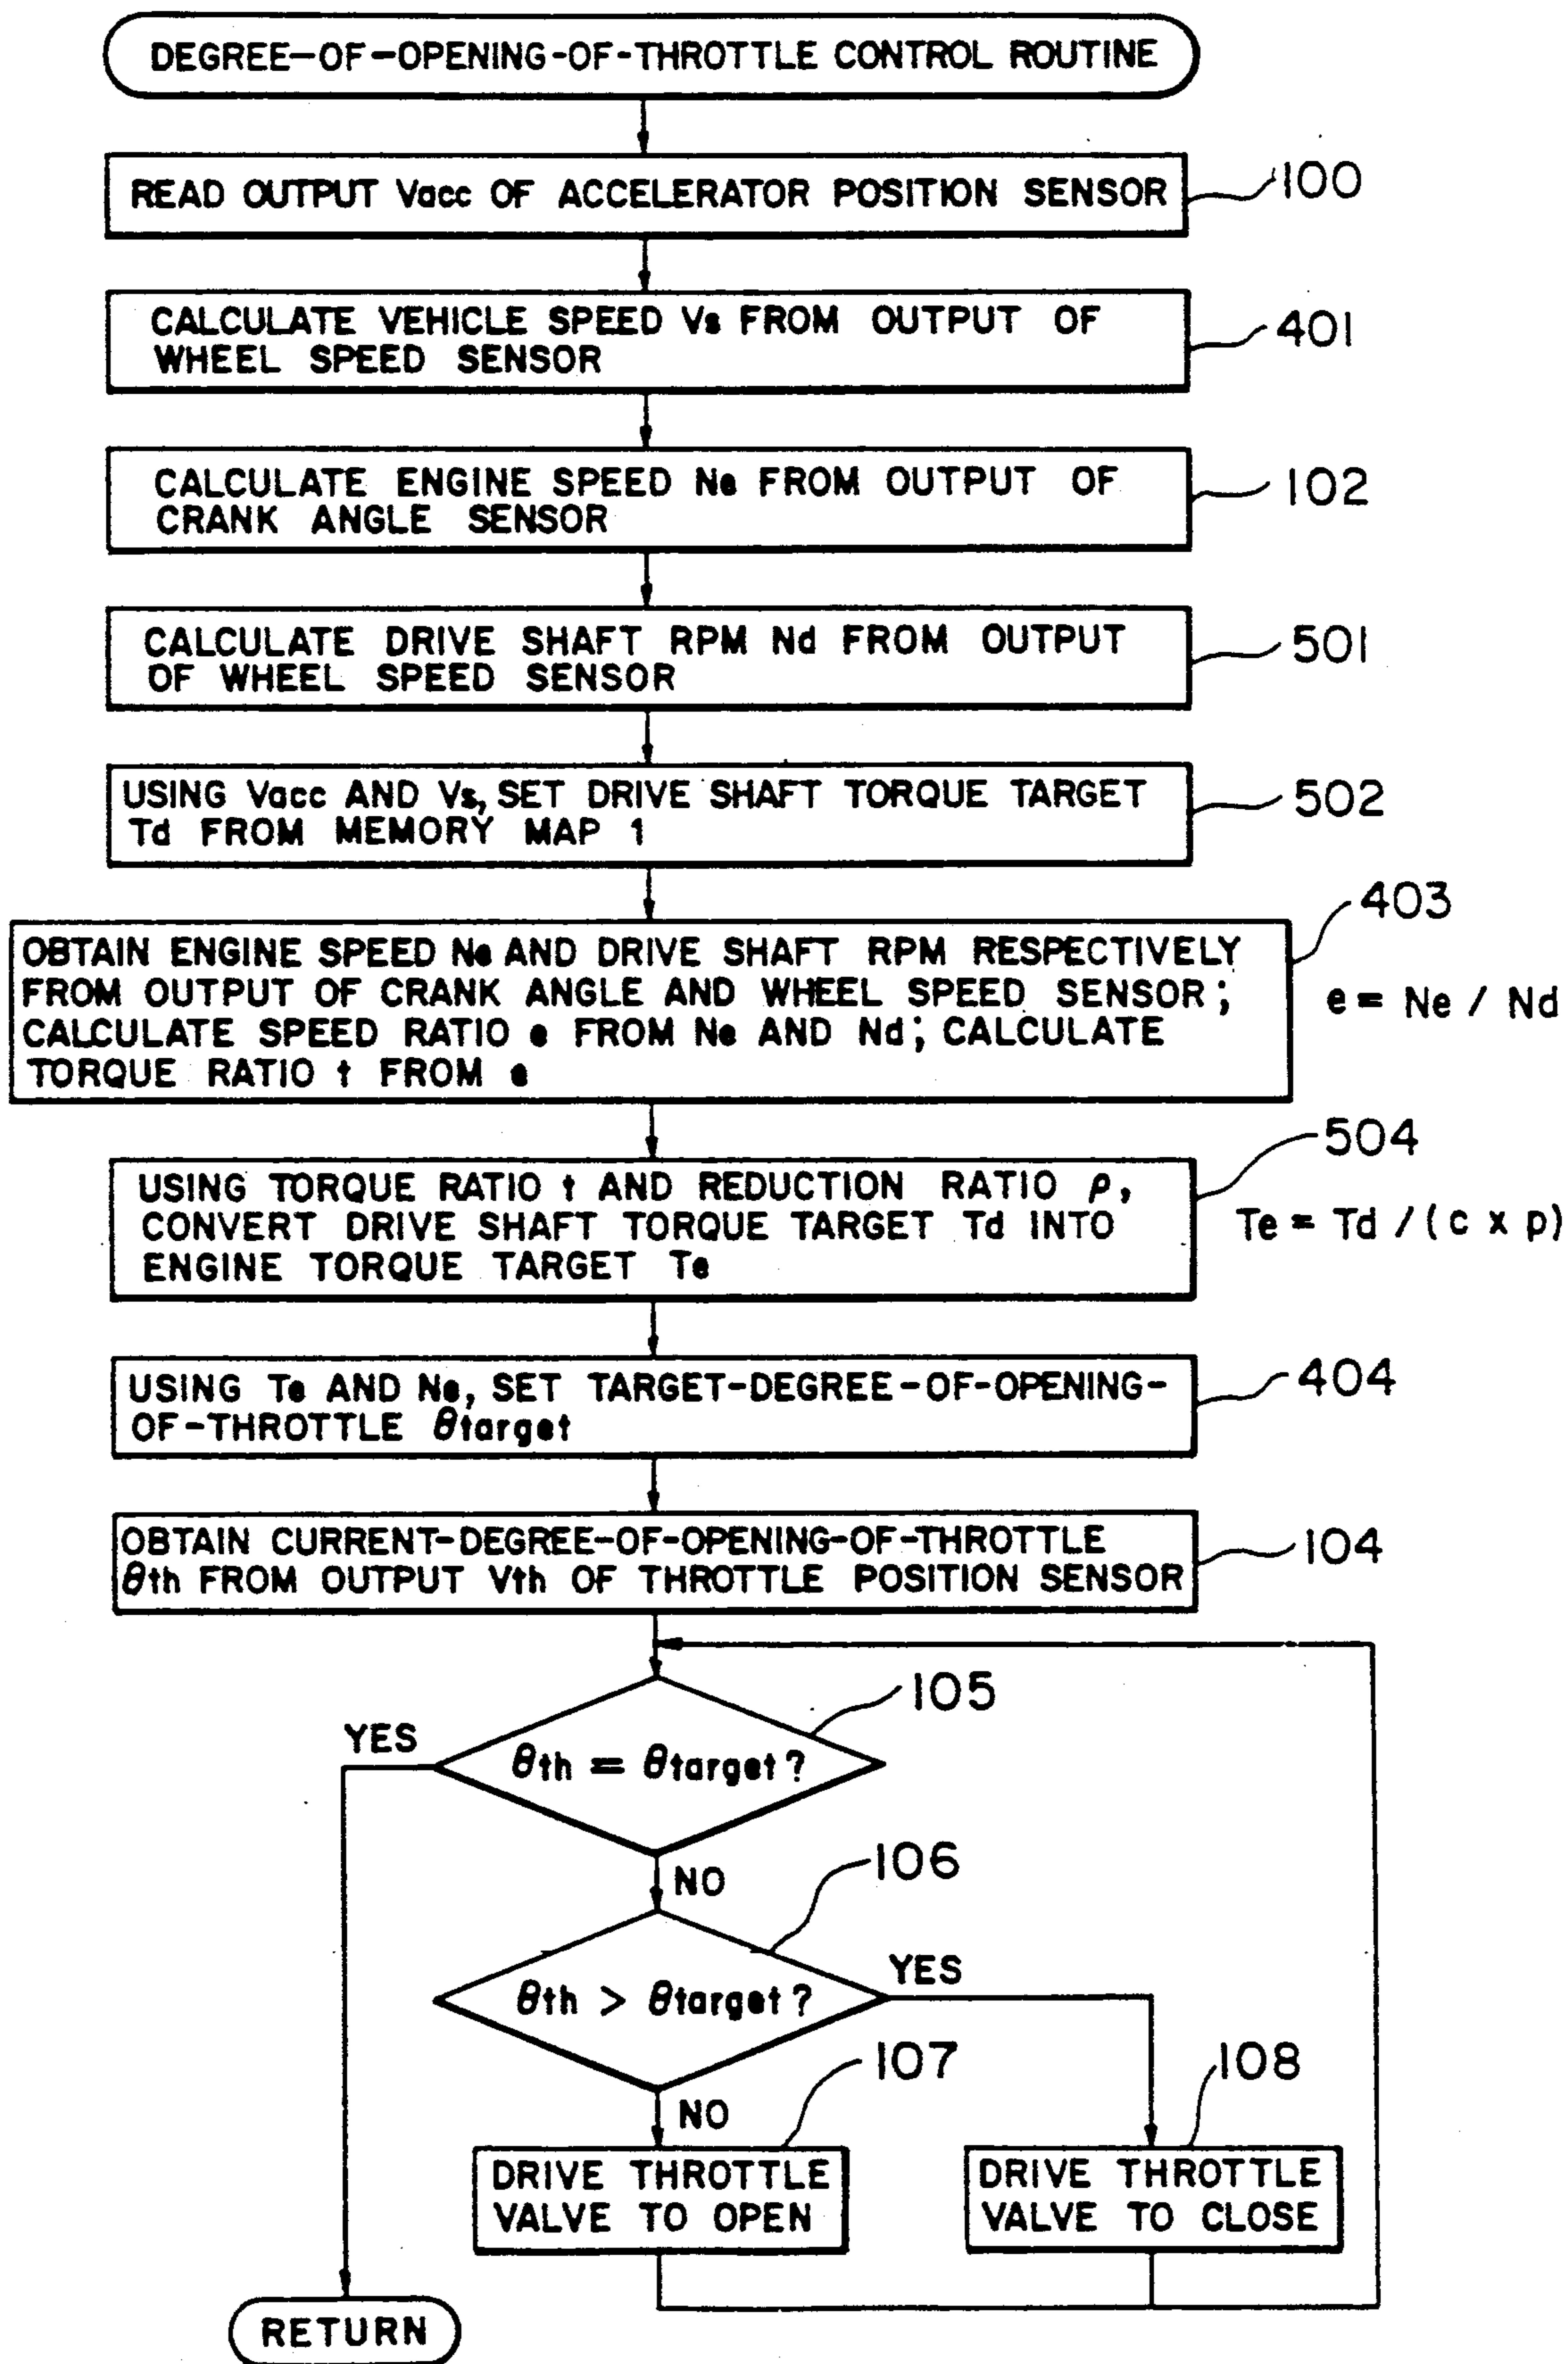 DEGREE-OF-OPENING-OF-THROTTLE CONTROL ROUTINE
READ OUTPUT Vacc OF ACCELERATOR POSITION SENSOR
100
CALCULATE VEHICLE SPEED Vs FROM OUTPUT OF
WHEEL SPEED SENSOR
401
CALCULATE ENGINE SPEED Ne FROM OUTPUT OF
CRANK ANGLE SENSOR
102
CALCULATE DRIVE SHAFT RPM Nd FROM OUTPUT
OF WHEEL SPEED SENSOR
501
USING Vacc AND Vs, SET DRIVE SHAFT TORQUE TARGET
Td FROM MEMORY MAP 1
502
403
OBTAIN ENGINE SPEED Ne AND DRIVE SHAFT RPM RESPECTIVELY
FROM OUTPUT OF CRANK ANGLE AND WHEEL SPEED SENSOR;
CALCULATE SPEED RATIO e FROM Ne AND Nd; CALCULATE
TORQUE RATIO t FROM e
e = Ne / Nd
504
USING TORQUE RATIO t AND REDUCTION RATIO ρ,
CONVERT DRIVE SHAFT TORQUE TARGET Td INTO
ENGINE TORQUE TARGET Te
Te = Td / (c x p)
USING Te AND Ne, SET TARGET-DEGREE-OF-OPENING-
OF-THROTTLE θtarget
404
OBTAIN CURRENT-DEGREE-OF-OPENING-OF-THROTTLE
θth FROM OUTPUT Vth OF THROTTLE POSITION SENSOR
104
105
YES
θth = θtarget?
NO
106
θth > θtarget?
YES
NO
107
108
DRIVE THROTTLE
VALVE TO OPEN
DRIVE THROTTLE
VALVE TO CLOSE
RETURN